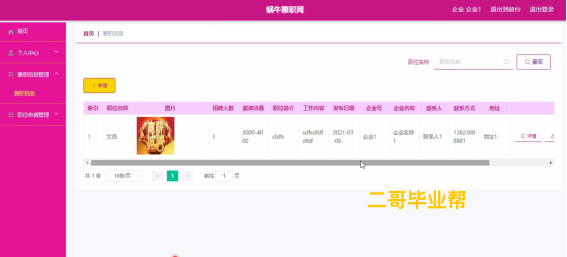 蜗牛兼职网
企业 企业1 退出到前台 退出登录
首页
个人中心
兼职信息管理
兼职信息
职位申请管理
首页 | 兼职信息
职位名称 职位名称 查询
+ 新增
索引 职位名称 图片 招聘人数 薪资待遇 职位简介 工作内容 发布日期 企业号 企业名称 联系人 联系方式 地址
1 文员 3 3000-4000 sfdfs sdfsdfdfdfdf 2021-03-06 企业1 企业名称1 联系人1 13823888881 地址1 详情
共 1 条 10条/页 1 前往 1 页
二哥毕业帮